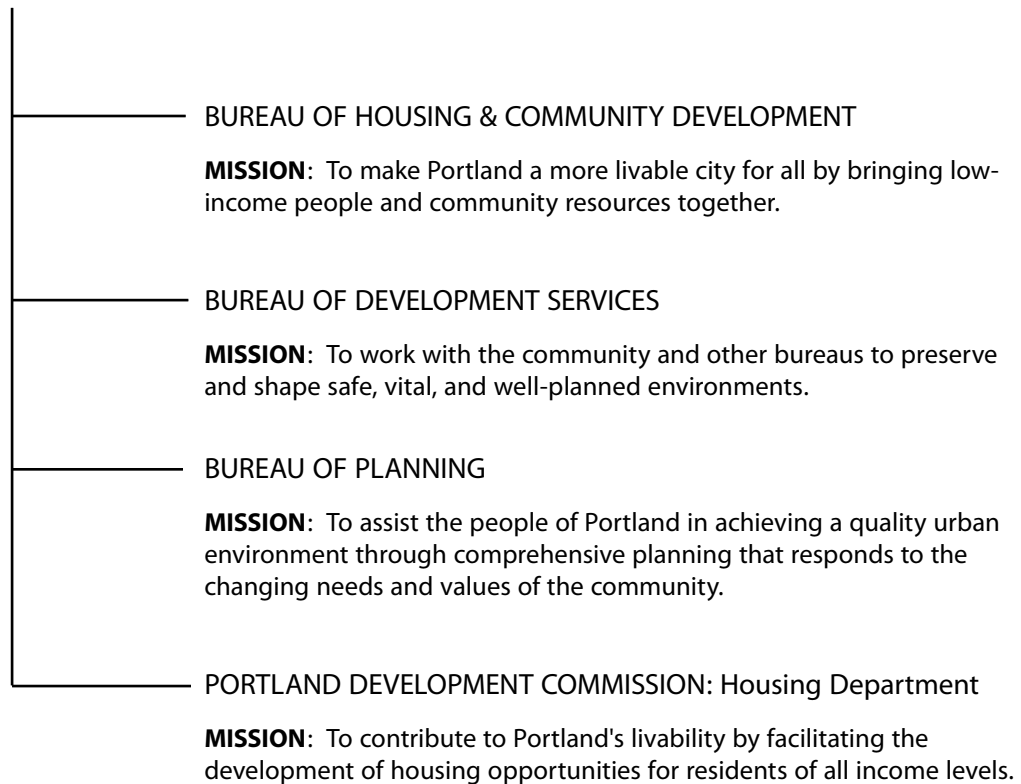 BUREAU OF HOUSING & COMMUNITY DEVELOPMENT
MISSION: To make Portland a more livable city for all by bringing low-
income people and community resources together.
BUREAU OF DEVELOPMENT SERVICES
MISSION: To work with the community and other bureaus to preserve
and shape safe, vital, and well-planned environments.
BUREAU OF PLANNING
MISSION: To assist the people of Portland in achieving a quality urban
environment through comprehensive planning that responds to the
changing needs and values of the community.
PORTLAND DEVELOPMENT COMMISSION: Housing Department
MISSION: To contribute to Portland's livability by facilitating the
development of housing opportunities for residents of all income levels.